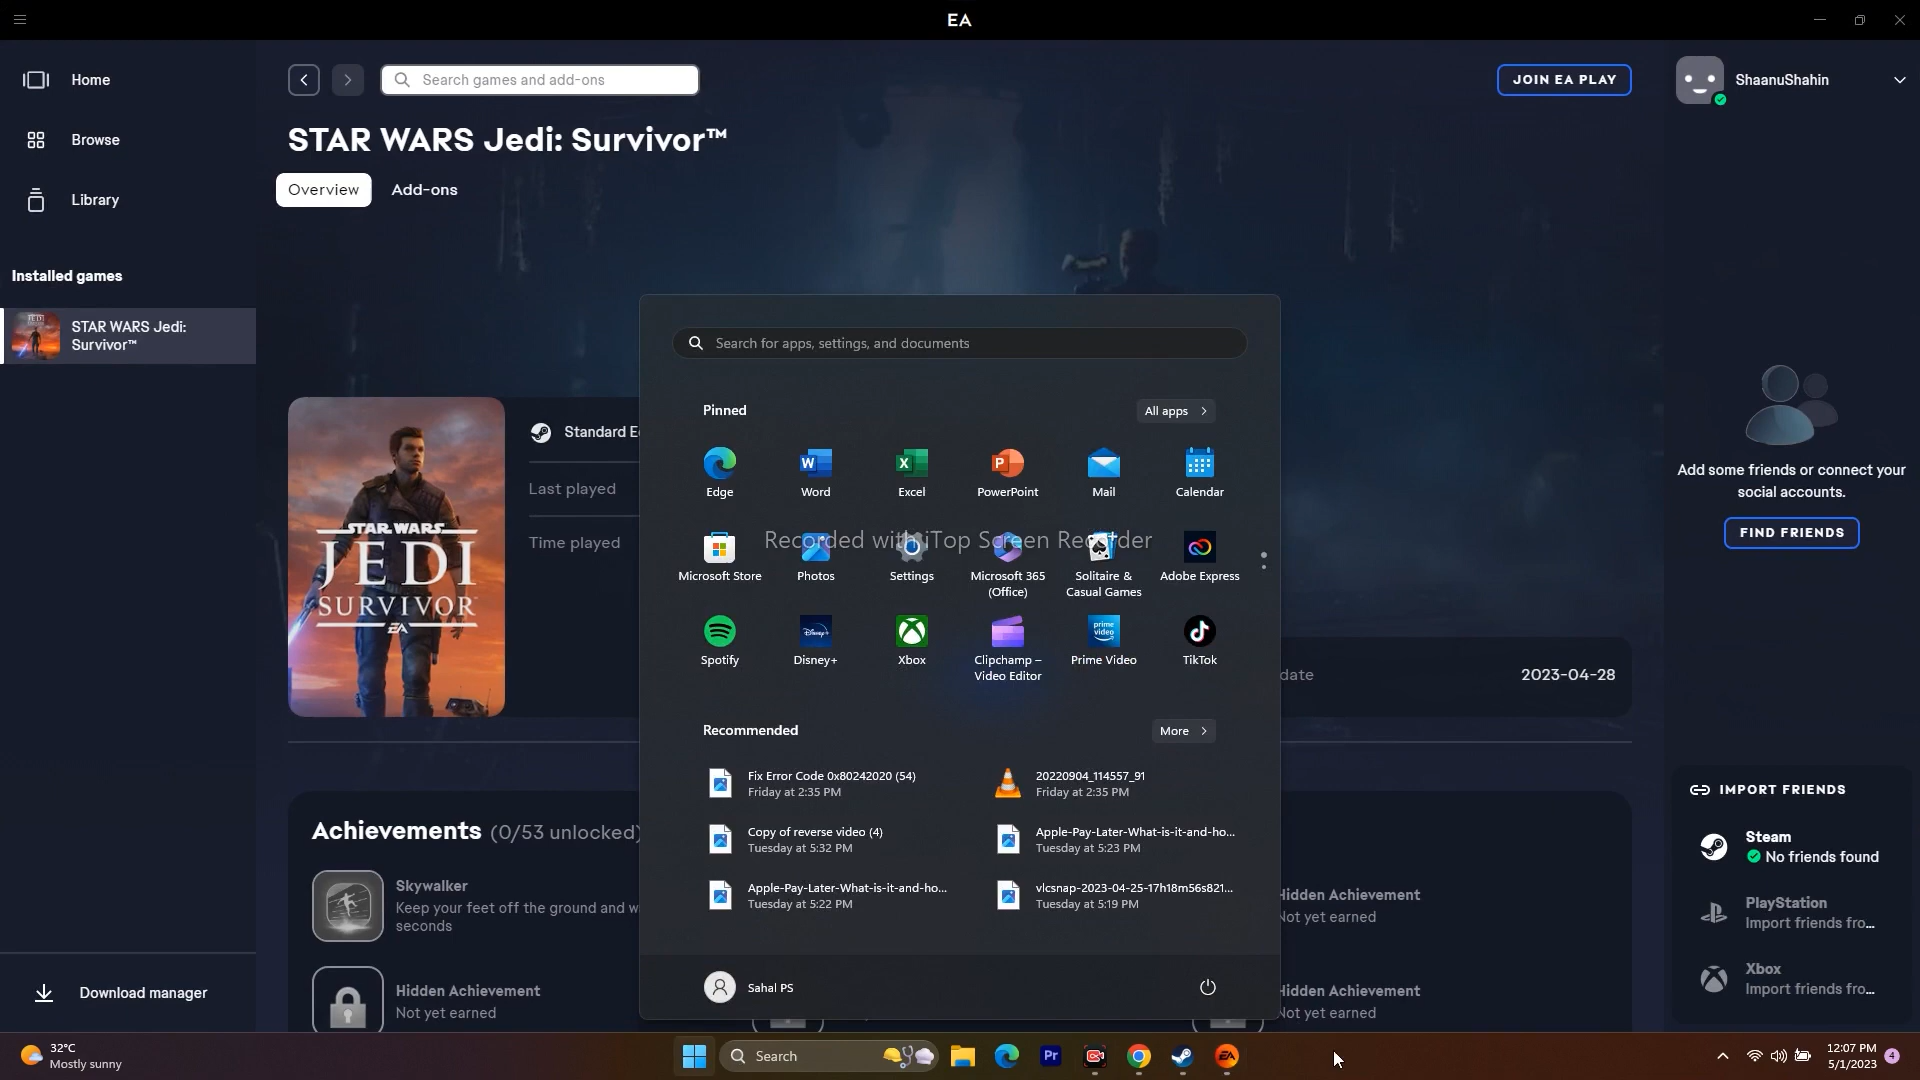 EA
Home
Browse
Library
Installed games
STAR WARS Jedi:
Survivor™
Download manager
Search games and add-ons
JOIN EA PLAY
ShaanuShahin
STAR WARS Jedi: Survivor™
Overview
Add-ons
STAR WARS
JEDI
SURVIVOR
EA
Standard E
Last played
Time played
date
2023-04-28
Achievements (0/53 unlocked)
Skywalker
Keep your feet off the ground and w
seconds
Hidden Achievement
Not yet earned
Hidden Achievement
Not yet earned
Hidden Achievement
Not yet earned
Search for apps, settings, and documents
Pinned
All apps
Edge
Word
Excel
PowerPoint
Mail
Calendar
Recorded with iTop Screen Recorder
Microsoft Store
Photos
Settings
Microsoft 365
(Office)
Solitaire &
Casual Games
Adobe Express
Disney+
prime
video
Spotify
Disney+
Xbox
Clipchamp –
Video Editor
Prime Video
TikTok
Recommended
More
Fix Error Code 0x80242020 (54)
Friday at 2:35 PM
20220904_114557_91
Friday at 2:35 PM
Copy of reverse video (4)
Tuesday at 5:32 PM
Apple-Pay-Later-What-is-it-and-ho...
Tuesday at 5:23 PM
Apple-Pay-Later-What-is-it-and-ho...
Tuesday at 5:22 PM
vlcsnap-2023-04-25-17h18m56s821...
Tuesday at 5:19 PM
Sahal PS
Add some friends or connect your
social accounts.
FIND FRIENDS
IMPORT FRIENDS
Steam
No friends found
PlayStation
Import friends fro...
Xbox
Import friends fro...
32°C
Mostly sunny
Search
Pr
EA
12:07 PM
5/1/2023
4